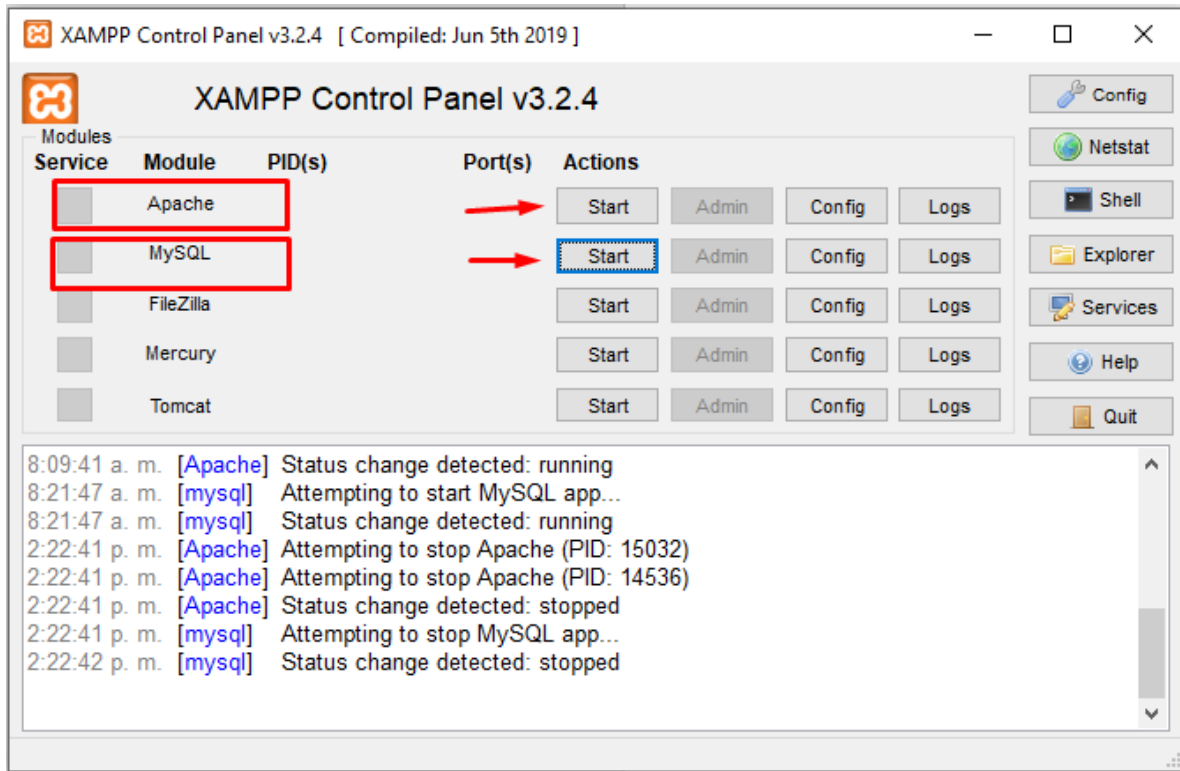 XAMPP Control Panel v3.2.4 [ Compiled: Jun 5th 2019 ]
XAMPP Control Panel v3.2.4
Config
Modules
Netstat
Service Module PID(s) Port(s) Actions
Apache Start Admin Config Logs
Shell
MySQL Start Admin Config Logs
Explorer
FileZilla Start Admin Config Logs
Services
Mercury Start Admin Config Logs
Help
Tomcat Start Admin Config Logs
Quit
8:09:41 a. m. [Apache] Status change detected: running
8:21:47 a. m. [mysql] Attempting to start MySQL app...
8:21:47 a. m. [mysql] Status change detected: running
2:22:41 p. m. [Apache] Attempting to stop Apache (PID: 15032)
2:22:41 p. m. [Apache] Attempting to stop Apache (PID: 14536)
2:22:41 p. m. [Apache] Status change detected: stopped
2:22:41 p. m. [mysql] Attempting to stop MySQL app...
2:22:42 p. m. [mysql] Status change detected: stopped